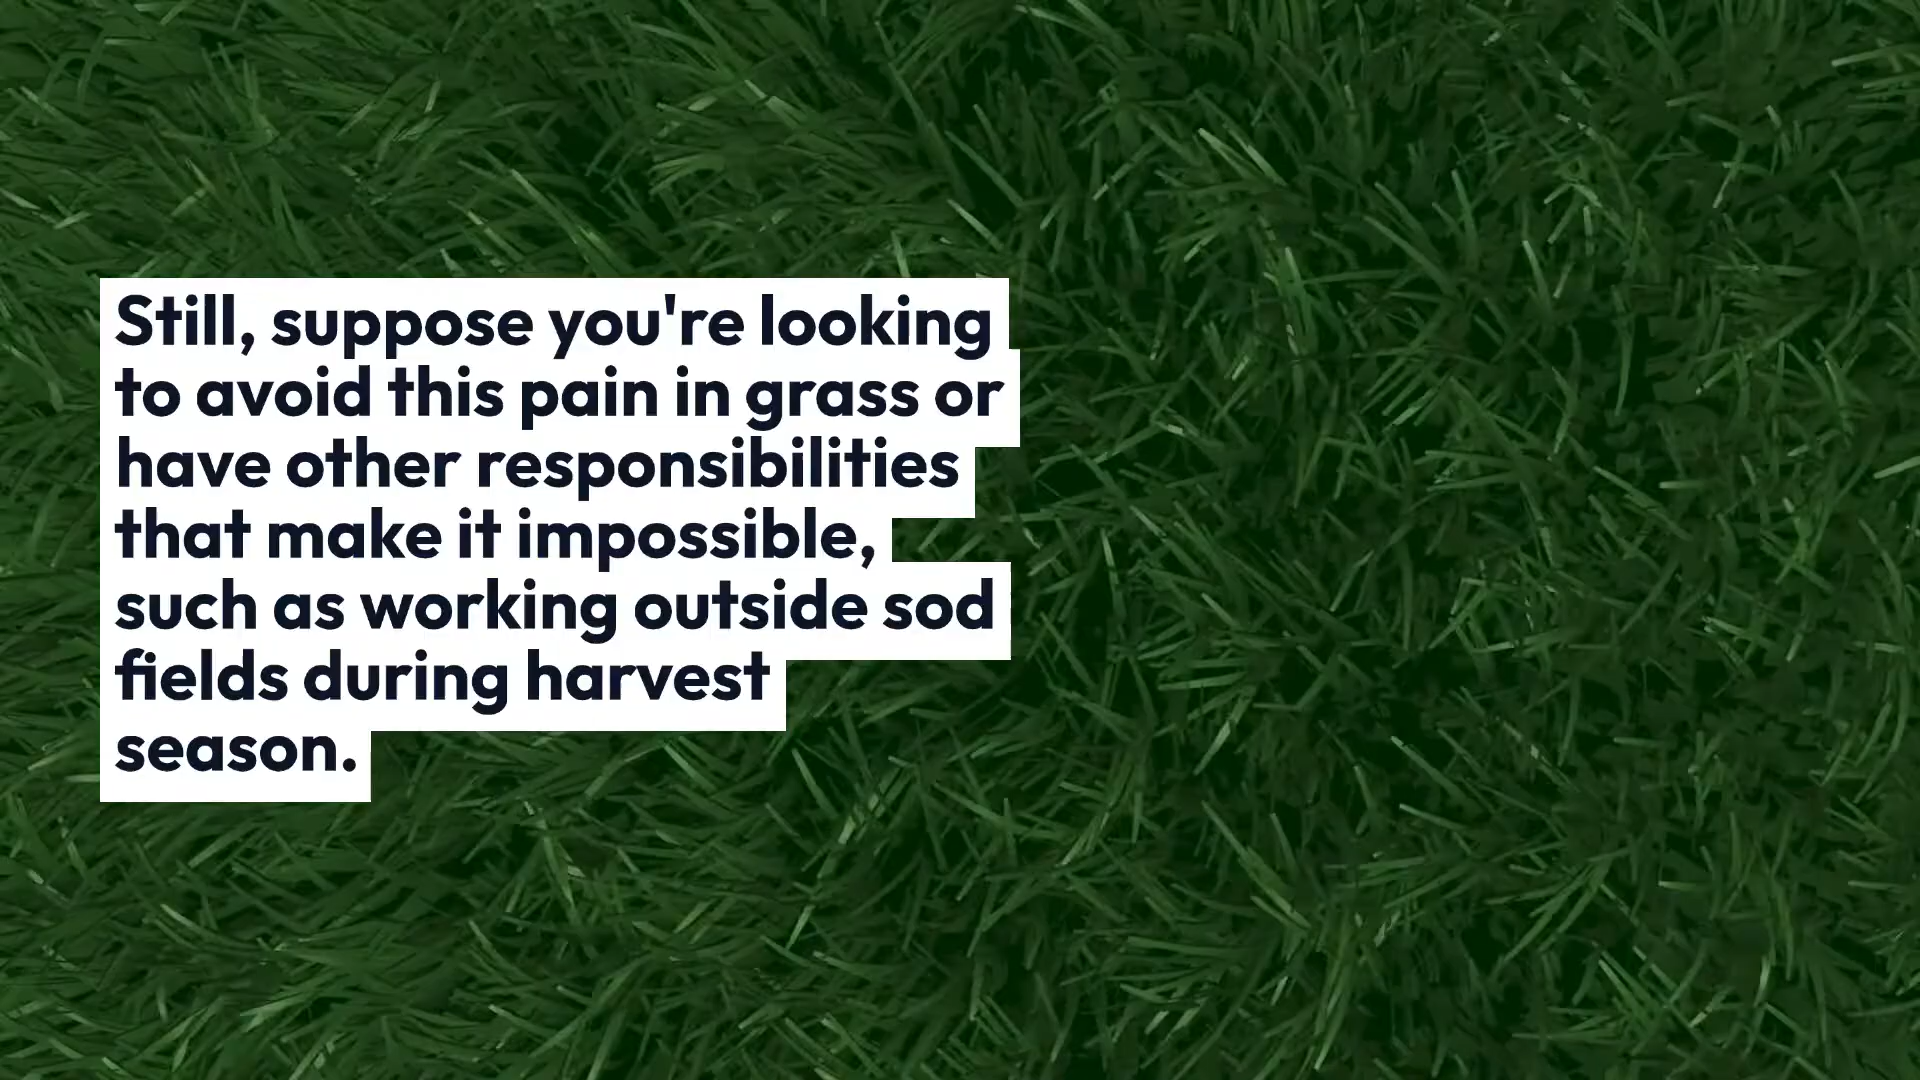 Still, suppose you're looking
to avoid this pain in grass or
have other responsibilities
that make it impossible,
such as working outside sod
fields during harvest
season.